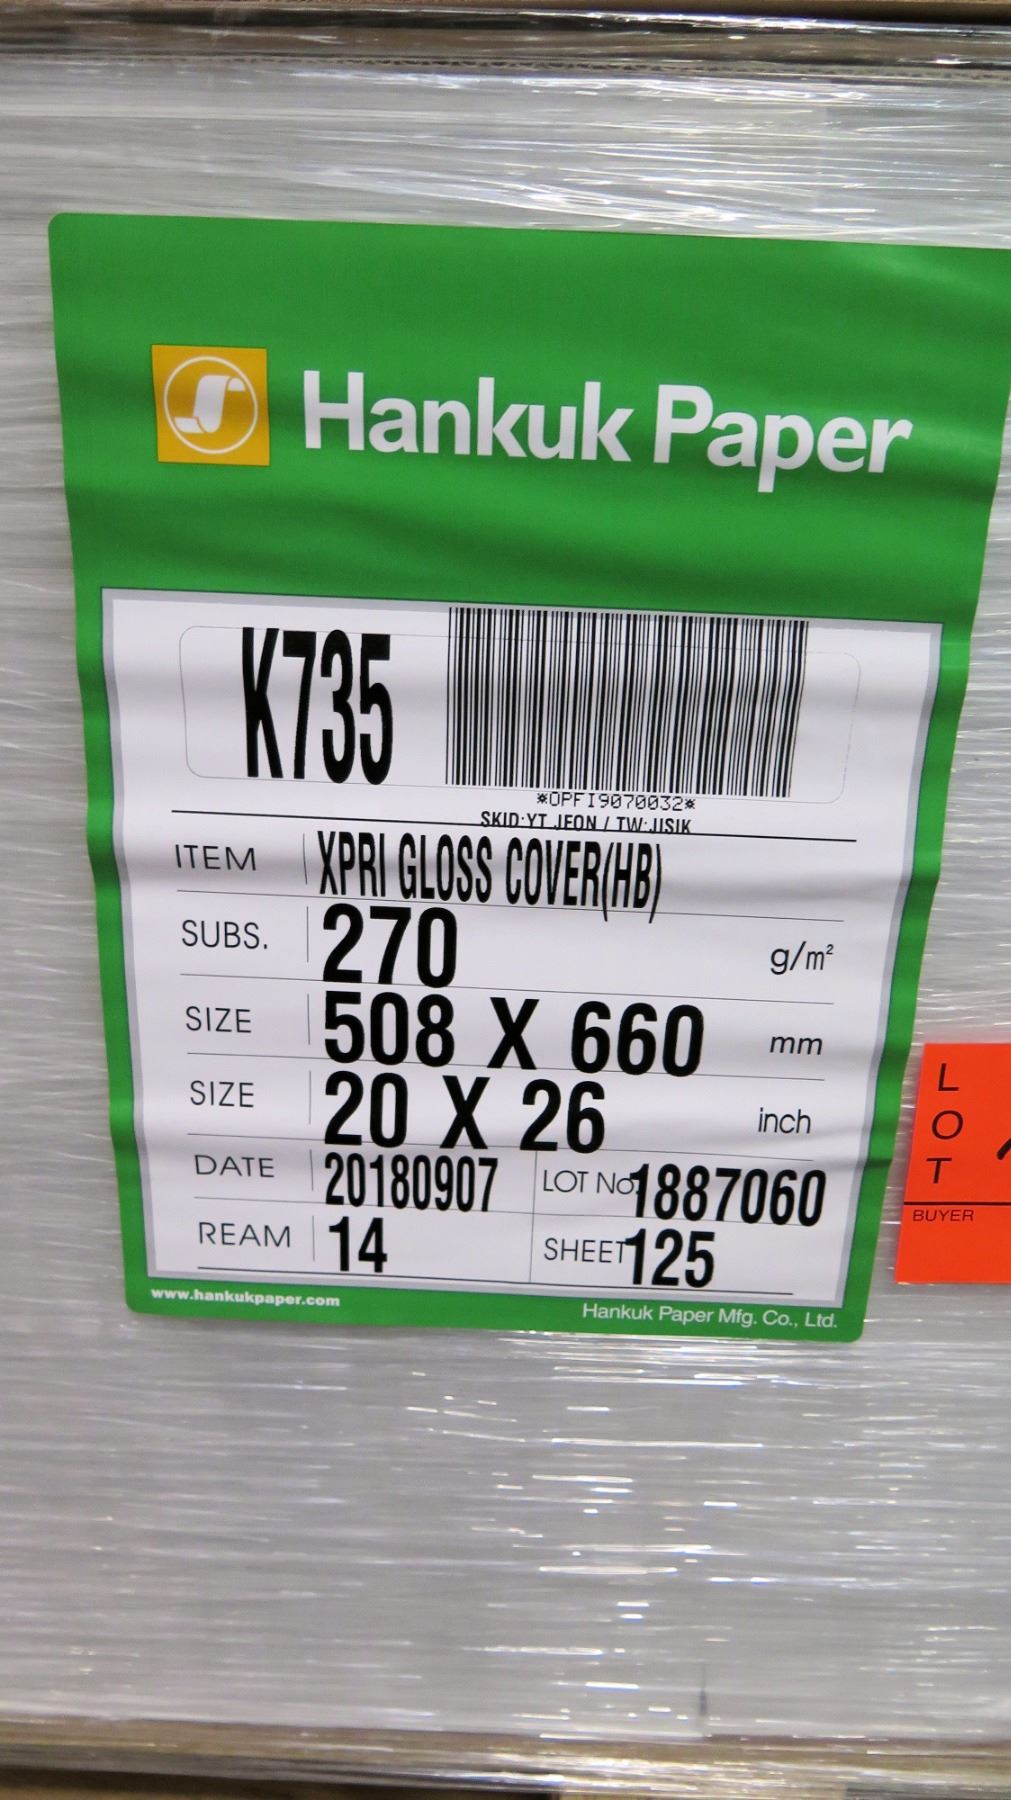 Hankuk Paper
K735
*OPFI9070032*
SKID:YT JEON / TW:JISIK
ITEM XPRI GLOSS COVER(HB)
SUBS. 270 g/m²
SIZE 508 X 660 mm
SIZE 20 X 26 inch
DATE 20180907 LOT No. 1887060
REAM 14 SHEET 125
www.hankukpaper.com Hankuk Paper Mfg. Co., Ltd.
LOT
BUYER